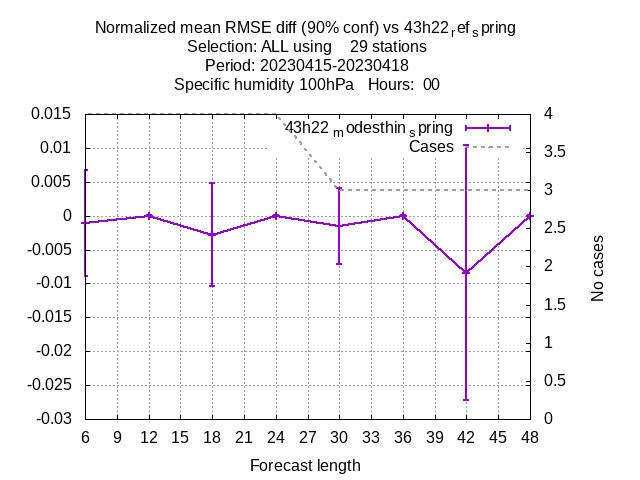 Normalized mean RMSE diff (90% conf) vs 43h22refspring
Selection: ALL using 29 stations
Period: 20230415-20230418
Specific humidity 100hPa Hours: 00
43h22modesthinspring
Cases
0.015
0.01
0.005
0
-0.005
-0.01
-0.015
-0.02
-0.025
-0.03
4
3.5
3
2.5
2
1.5
1
0.5
0
No cases
6 9 12 15 18 21 24 27 30 33 36 39 42 45 48
Forecast length